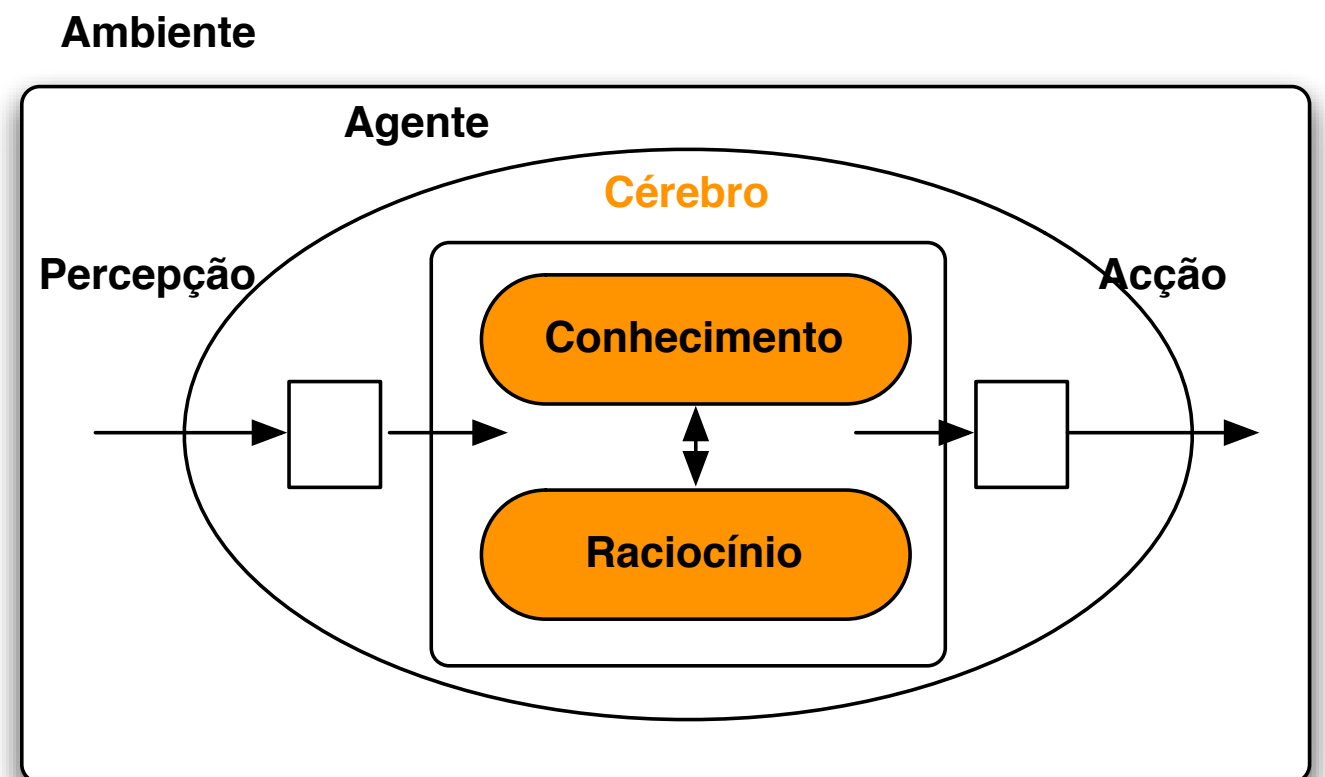 Ambiente
Agente
Cérebro
Percepção
Acção
Conhecimento
Raciocínio